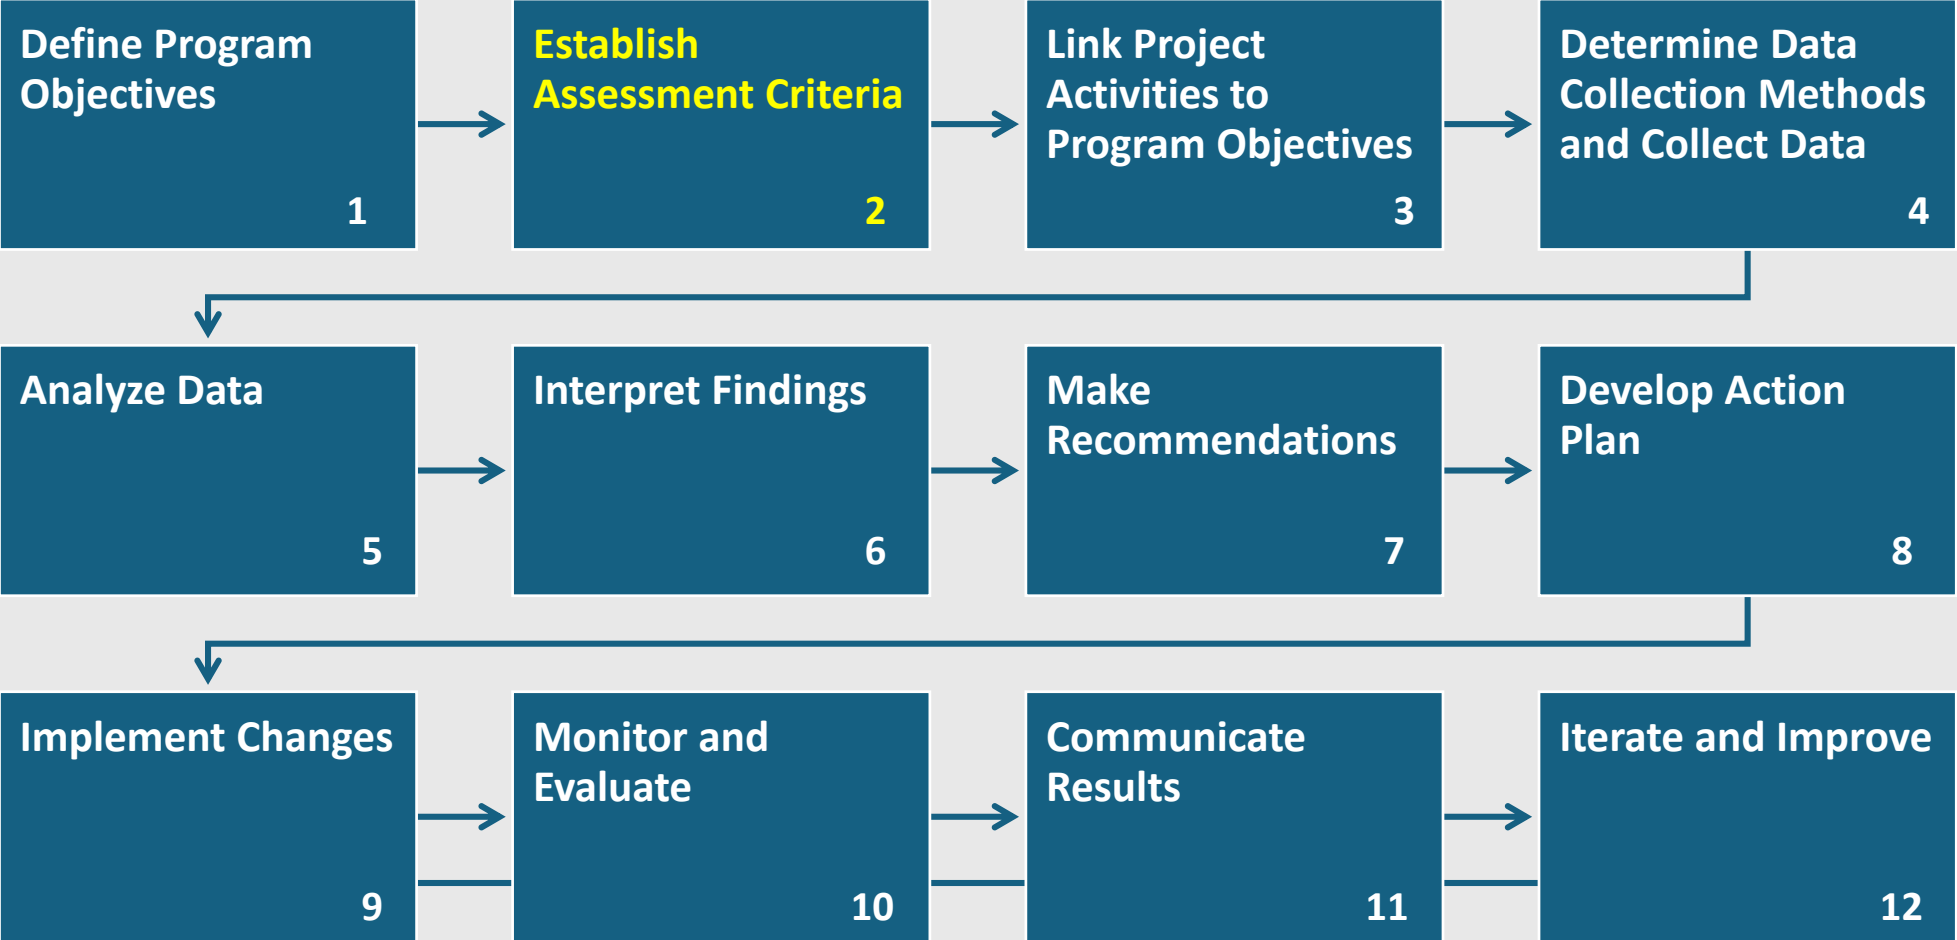 Define Program
Objectives
1
Establish
Assessment Criteria
2
Link Project
Activities to
Program Objectives
3
Determine Data
Collection Methods
and Collect Data
4
Analyze Data
5
Interpret Findings
6
Make
Recommendations
7
Develop Action
Plan
8
Implement Changes
9
Monitor and
Evaluate
10
Communicate
Results
11
Iterate and Improve
12